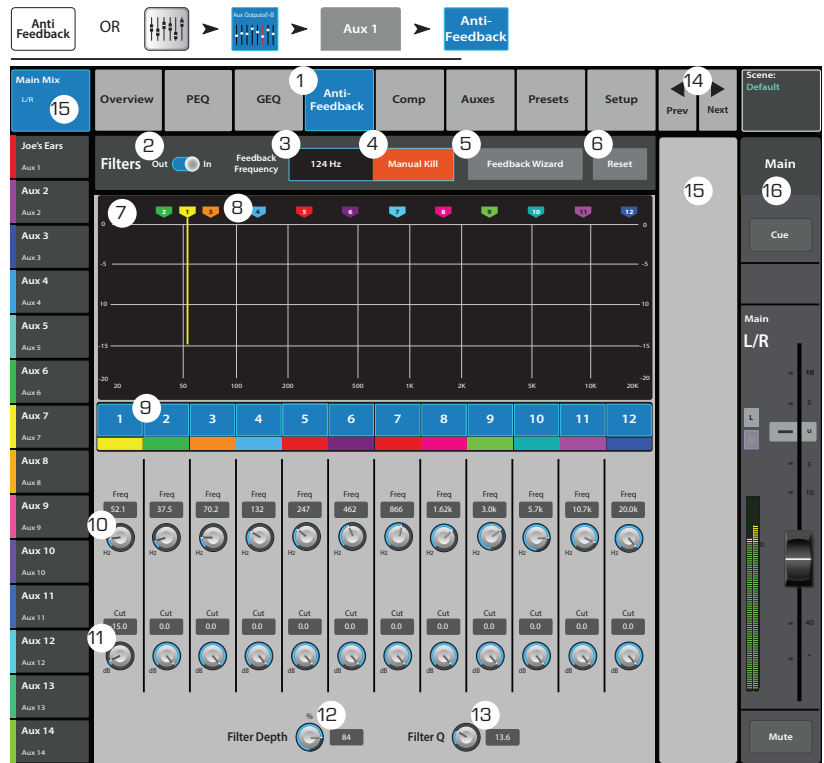 Anti
Feedback
OR
Aux Outputs1-8
Aux 1
Anti-
Feedback
Main Mix
L/R
15
Overview
PEQ
GEQ
1
Anti-
Feedback
Comp
Auxes
Presets
Setup
14
Prev
Next
Scene:
Default
Joe's Ears
Aux 1
Aux 2
Aux 2
Aux 3
Aux 3
Aux 4
Aux 4
Aux 5
Aux 5
Aux 6
Aux 6
Aux 7
Aux 7
Aux 8
Aux 8
Aux 9
Aux 9
Aux 10
Aux 10
Aux 11
Aux 11
Aux 12
Aux 12
Aux 13
Aux 13
Aux 14
Aux 14
2
Filters
Out
In
Feedback
Frequency
3
124 Hz
4
Manual Kill
5
Feedback Wizard
6
Reset
7
8
2 1 3 4 5 6 7 8 9 10 11 12
0 0
-5 -5
10 -10
-15 -15
-20 -20
20 50 100 200 500 1K 2K 5K 10K 20K
9
1 2 3 4 5 6 7 8 9 10 11 12
Freq Freq Freq Freq Freq Freq Freq Freq Freq Freq Freq Freq
52.1 37.5 70.2 132 247 462 866 1.62k 3.0k 5.7k 10.7k 20.0k
10
Hz Hz Hz Hz Hz Hz Hz Hz Hz Hz Hz Hz
Cut Cut Cut Cut Cut Cut Cut Cut Cut Cut Cut Cut
-15.0 0.0 0.0 0.0 0.0 0.0 0.0 0.0 0.0 0.0 0.0 0.0
11
dB dB dB dB dB dB dB dB dB dB dB dB
Filter Depth
%
12
84
Filter Q
13
13.6
15
Main
16
Cue
Main
L/R
10
5
L
U
5
10
0
40
Mute